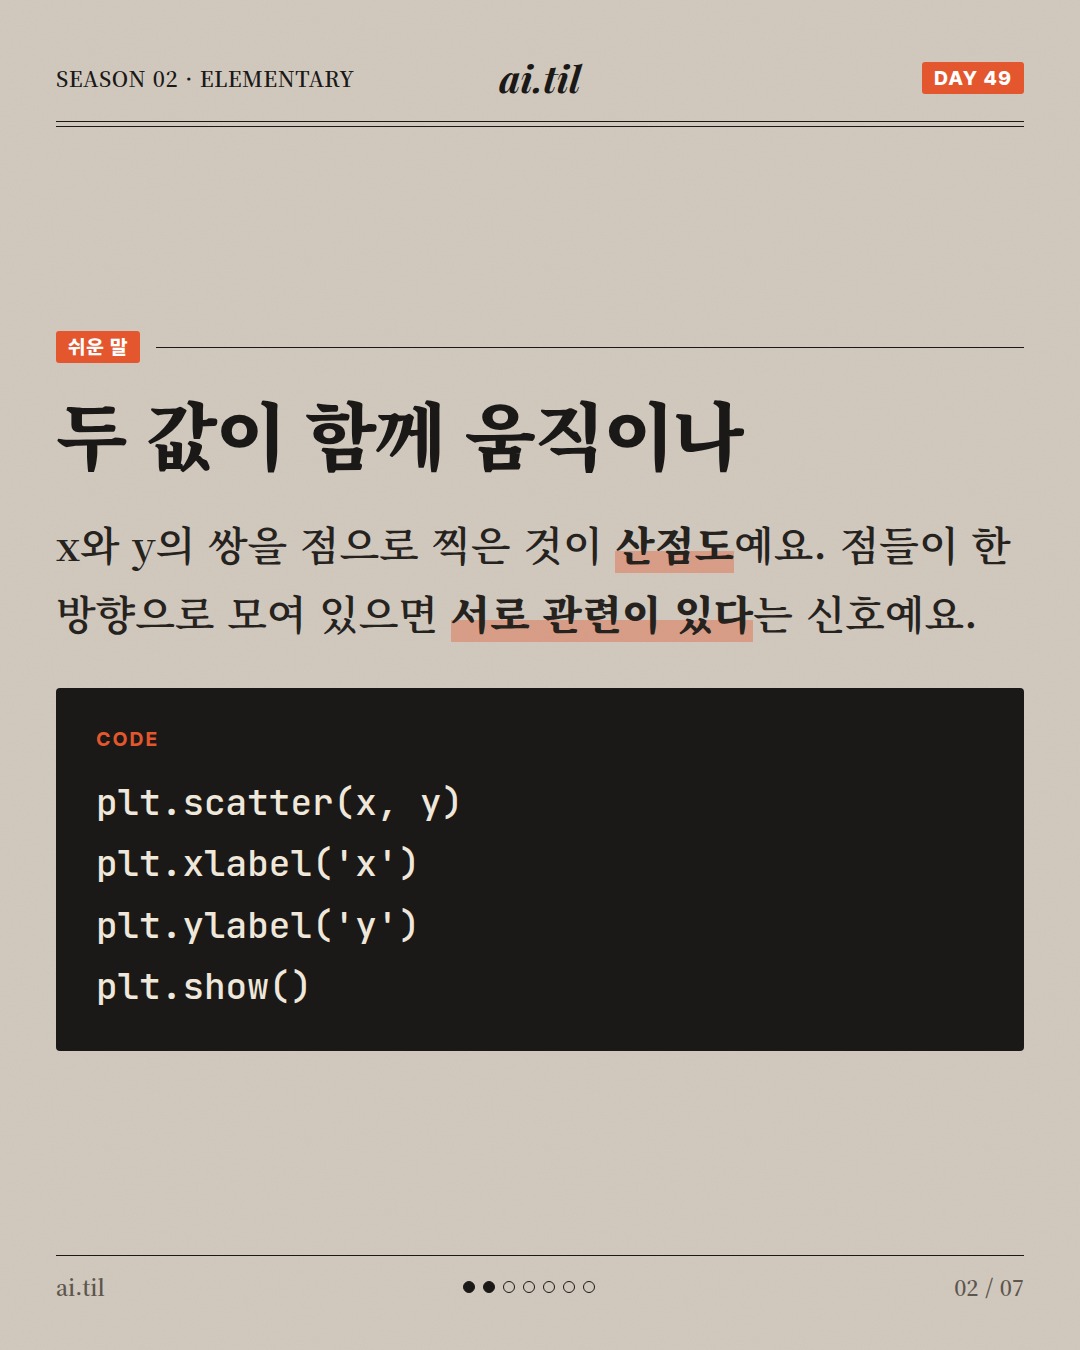 SEASON 02 · ELEMENTARY
ai.til
DAY 49
쉬운 말
두 값이 함께 움직이나
x와 y의 쌍을 점으로 찍은 것이 산점도예요. 점들이 한
방향으로 모여 있으면 서로 관련이 있다는 신호예요.
CODE
plt.scatter(x, y)
plt.xlabel('x')
plt.ylabel('y')
plt.show()
ai.til
02 / 07